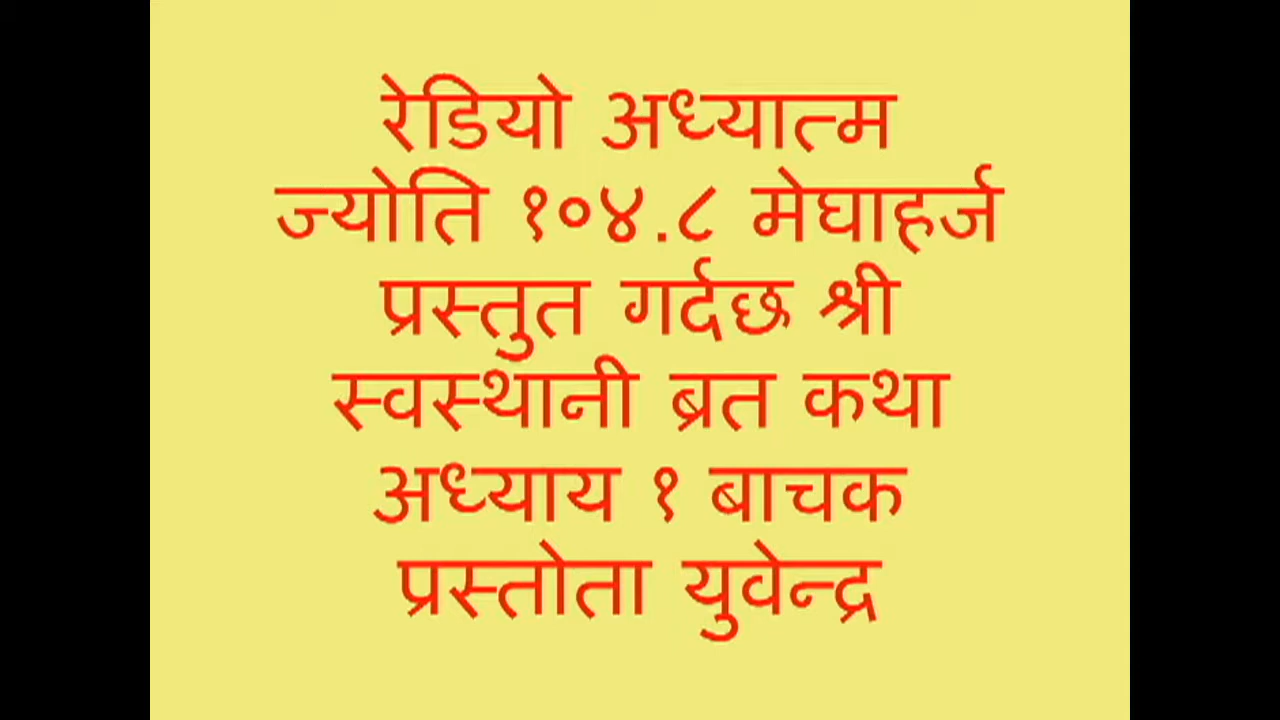 रेडियो अध्यात्म
ज्योति १०४.८ मेघाहर्ज
प्रस्तुत गर्दछ श्री
स्वस्थानी ब्रत कथा
अध्याय १ बाचक
प्रस्तोता युवेन्द्र